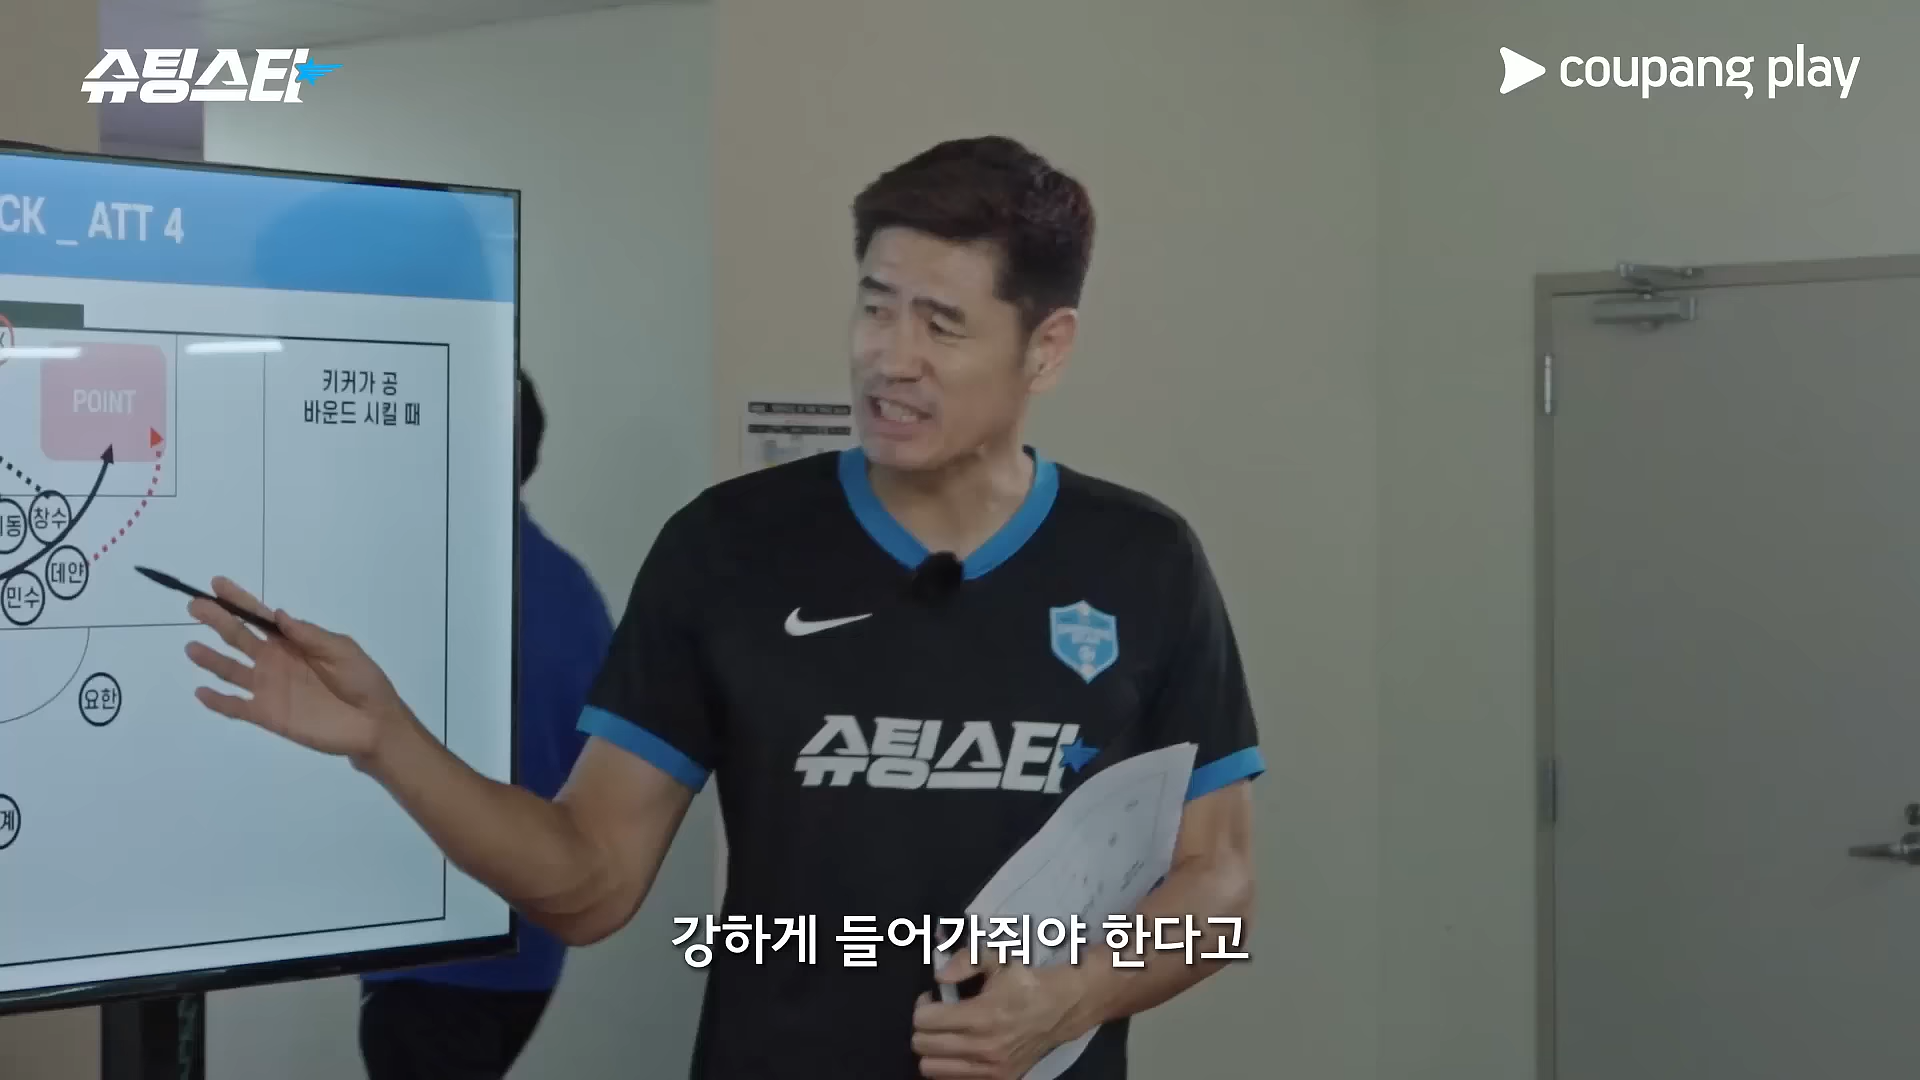 슈팅스타
coupang play
CK _ ATT 4
POINT
키커가 공
바운드 시킬 때
동
창수
데얀
민수
요한
계
슈팅스타
강하게 들어가줘야 한다고